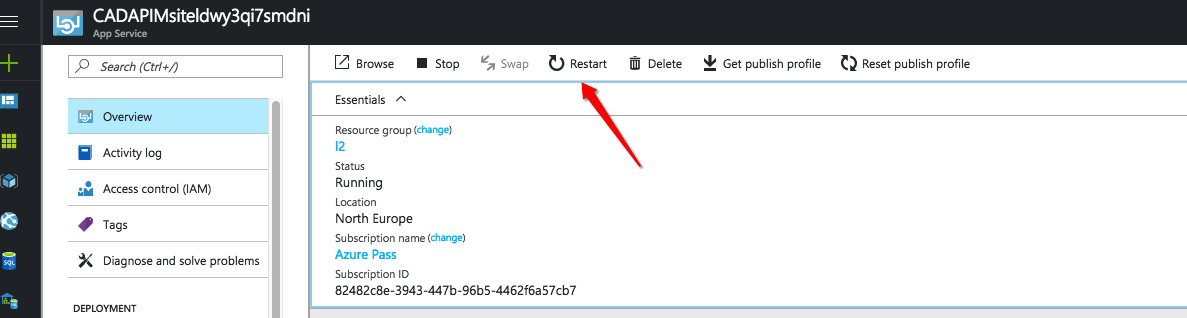 CADAPIMsiteldwy3qi7smdni
App Service
Search (Ctrl+/)
Browse Stop Swap Restart Delete Get publish profile Reset publish profile
Essentials
Overview
Resource group (change)
I2
Activity log
Status
Running
Access control (IAM)
Location
North Europe
Tags
Subscription name (change)
Azure Pass
Diagnose and solve problems
Subscription ID
82482c8e-3943-447b-96b5-4462f6a57cb7
DEPLOYMENT
SQL